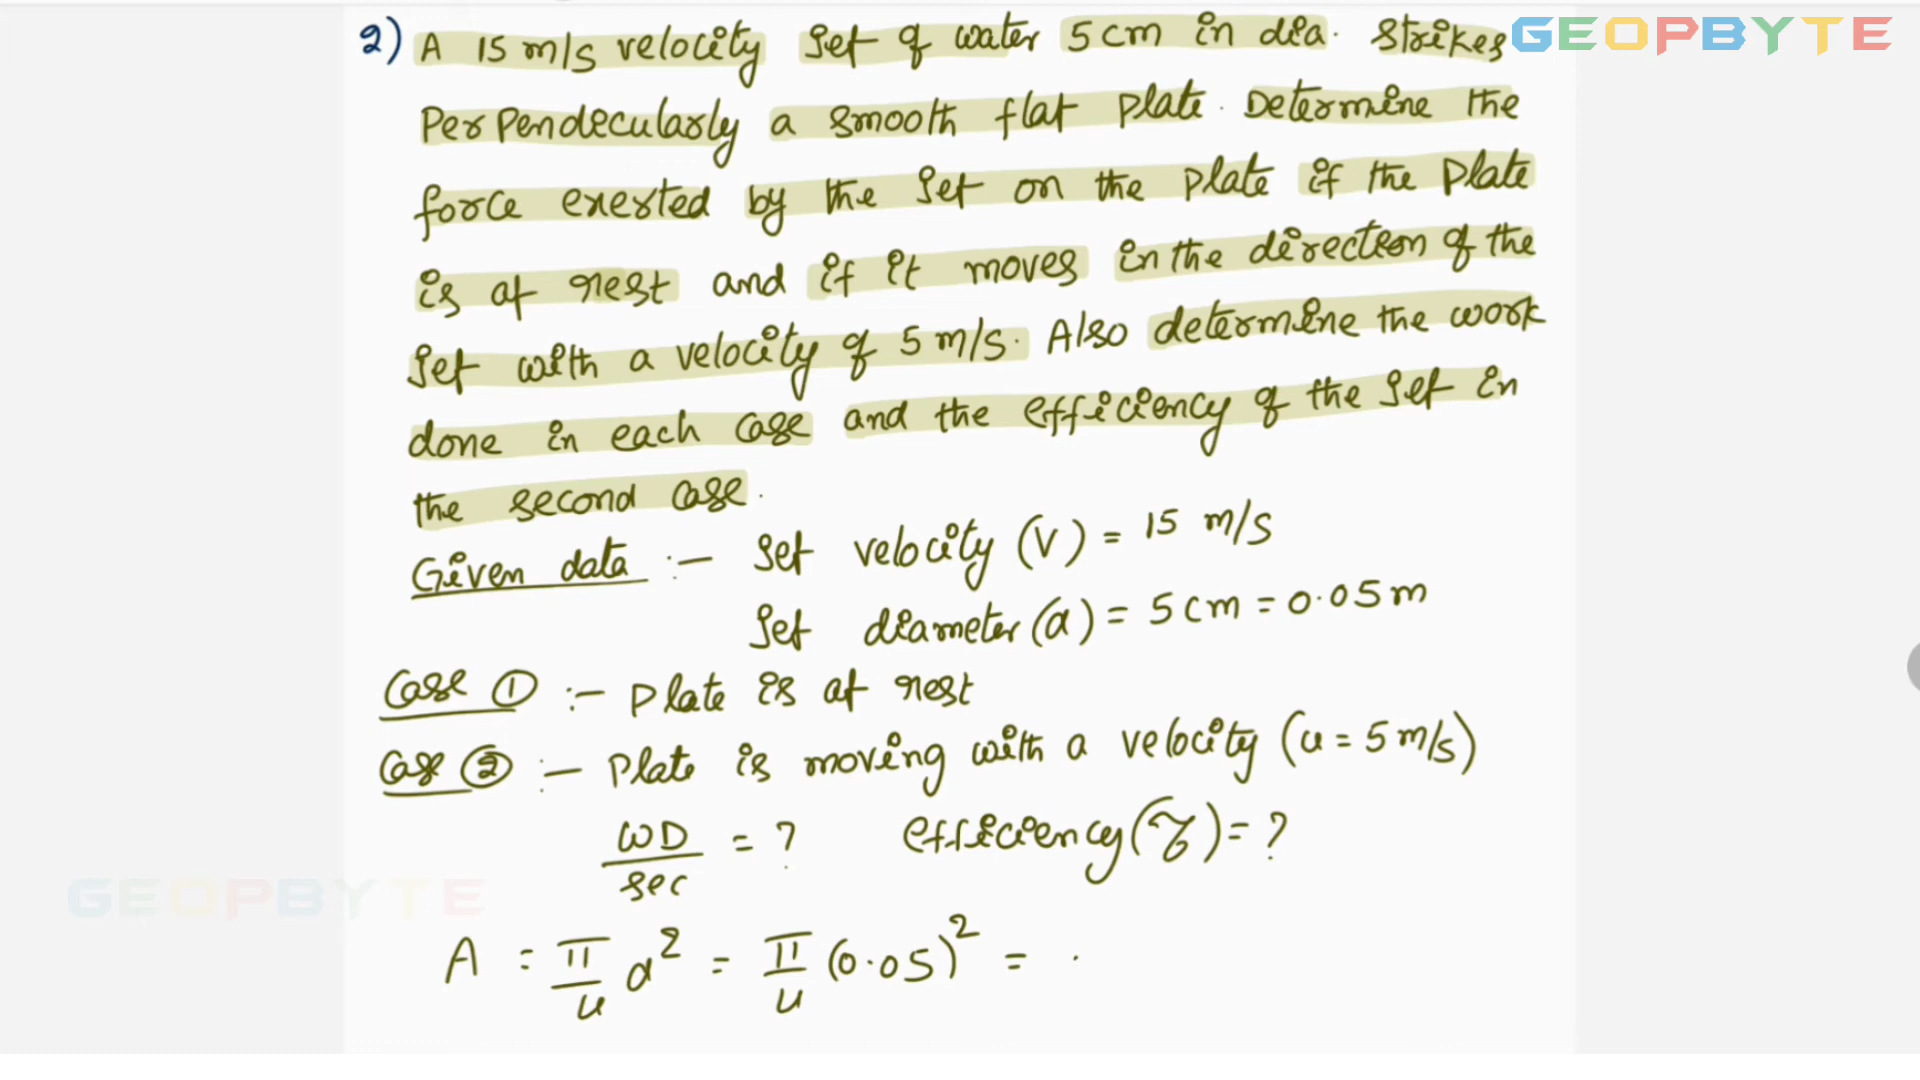 GEOPBYTE
2) A 15 m/s velocity Jet of water 5 cm in dia. Strikes
Perpendicularly a smooth flat plate. Determine the
force exerted by the Jet on the plate if the plate
is at rest and if it moves in the direction of the
Jet with a velocity of 5 m/s. Also determine the work
done in each case and the efficiency of the Jet in
the second case.
Given data :- Jet velocity (V) = 15 m/s
Jet diameter (d) = 5 cm = 0.05 m
Case ① :- plate is at rest
Case ② :- plate is moving with a velocity (u = 5 m/s)
WD/sec = ? efficiency (η) = ?
GEOPBYTE
A = π/4 d² = π/4 (0.05)² = .